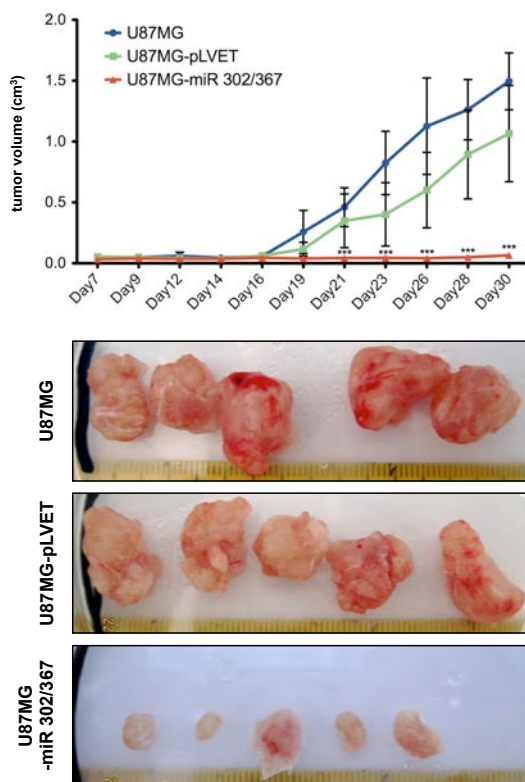 2.0
1.5
1.0
0.5
0.0
tumor volume (cm³)
U87MG
U87MG-pLVET
U87MG-miR 302/367
*** *** *** *** ***
Day7 Day9 Day12 Day14 Day16 Day19 Day21 Day23 Day26 Day28 Day30
U87MG
U87MG-pLVET
U87MG
-miR 302/367